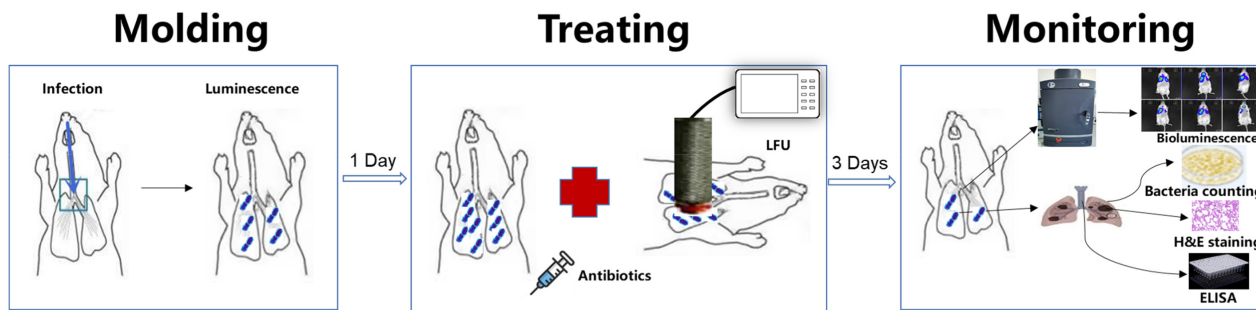 Molding
Treating
Monitoring
Infection
Luminescence
1 Day
LFU
Antibiotics
3 Days
Bioluminescence
Bacteria counting
H&E staining
ELISA